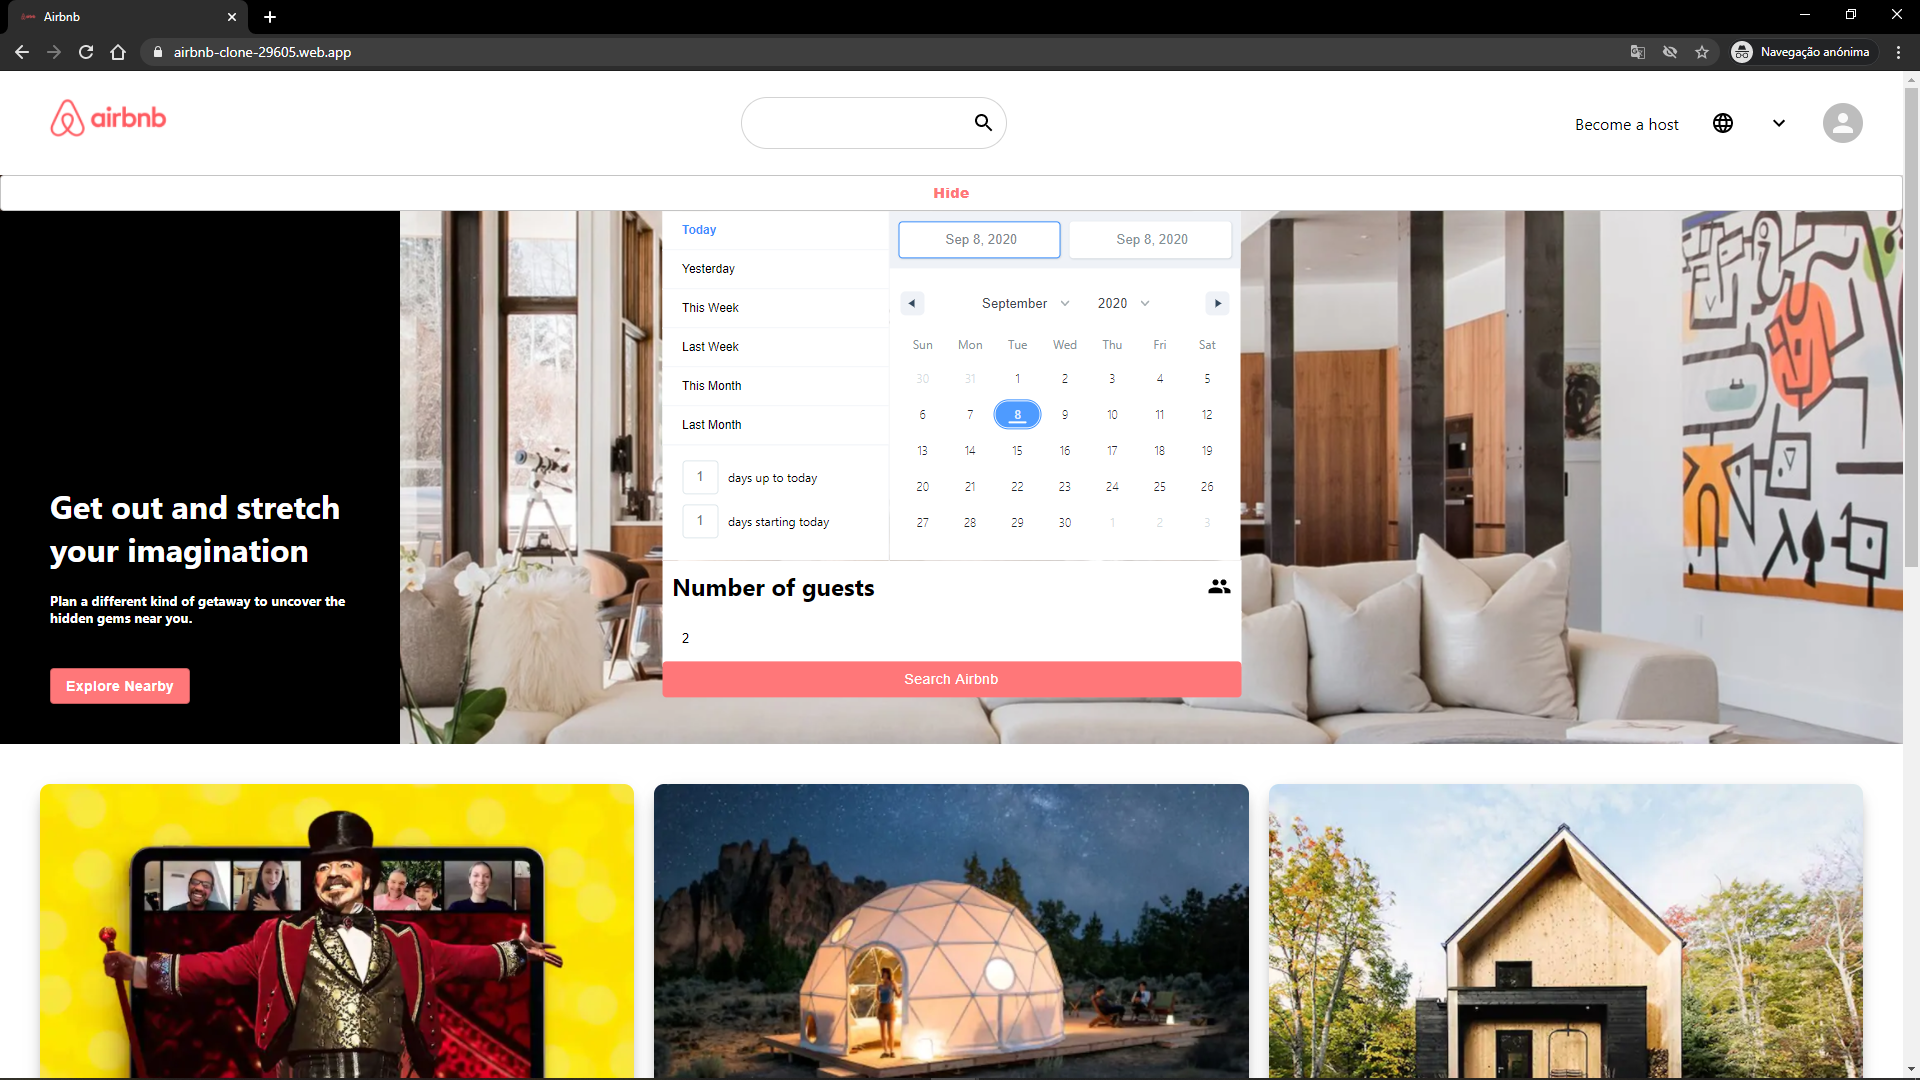 Airbnb
airbnb-clone-29605.web.app
Navegação anónima
airbnb
Become a host
Hide
Today
Yesterday
This Week
Last Week
This Month
Last Month
1 days up to today
1 days starting today
Sep 8, 2020 Sep 8, 2020
September 2020
Sun Mon Tue Wed Thu Fri Sat
30 31 1 2 3 4 5
6 7 8 9 10 11 12
13 14 15 16 17 18 19
20 21 22 23 24 25 26
27 28 29 30 1 2 3
Number of guests
2
Search Airbnb
Get out and stretch
your imagination
Plan a different kind of getaway to uncover the
hidden gems near you.
Explore Nearby